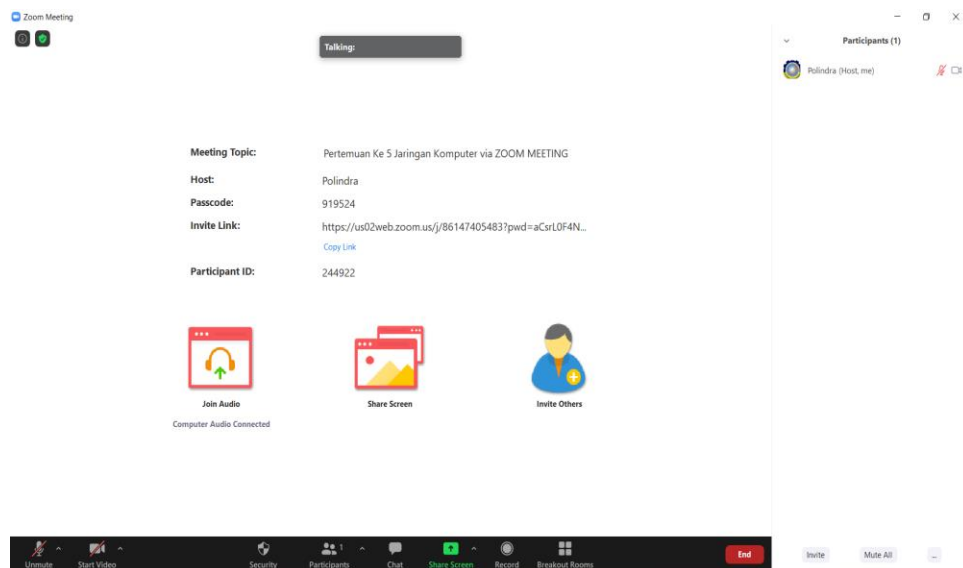 Zoom Meeting
Talking:
Participants (1)
Polindra (Host, me)
Meeting Topic: Pertemuan Ke 5 Jaringan Komputer via ZOOM MEETING
Host: Polindra
Passcode: 919524
Invite Link: https://us02web.zoom.us/j/86147405483?pwd=aCsrL0F4N...
Copy Link
Participant ID: 244922
Join Audio Share Screen Invite Others
Computer Audio Connected
1
Unmute Start Video Security Participants Chat Share Screen Record Breakout Rooms End
Invite Mute All ...